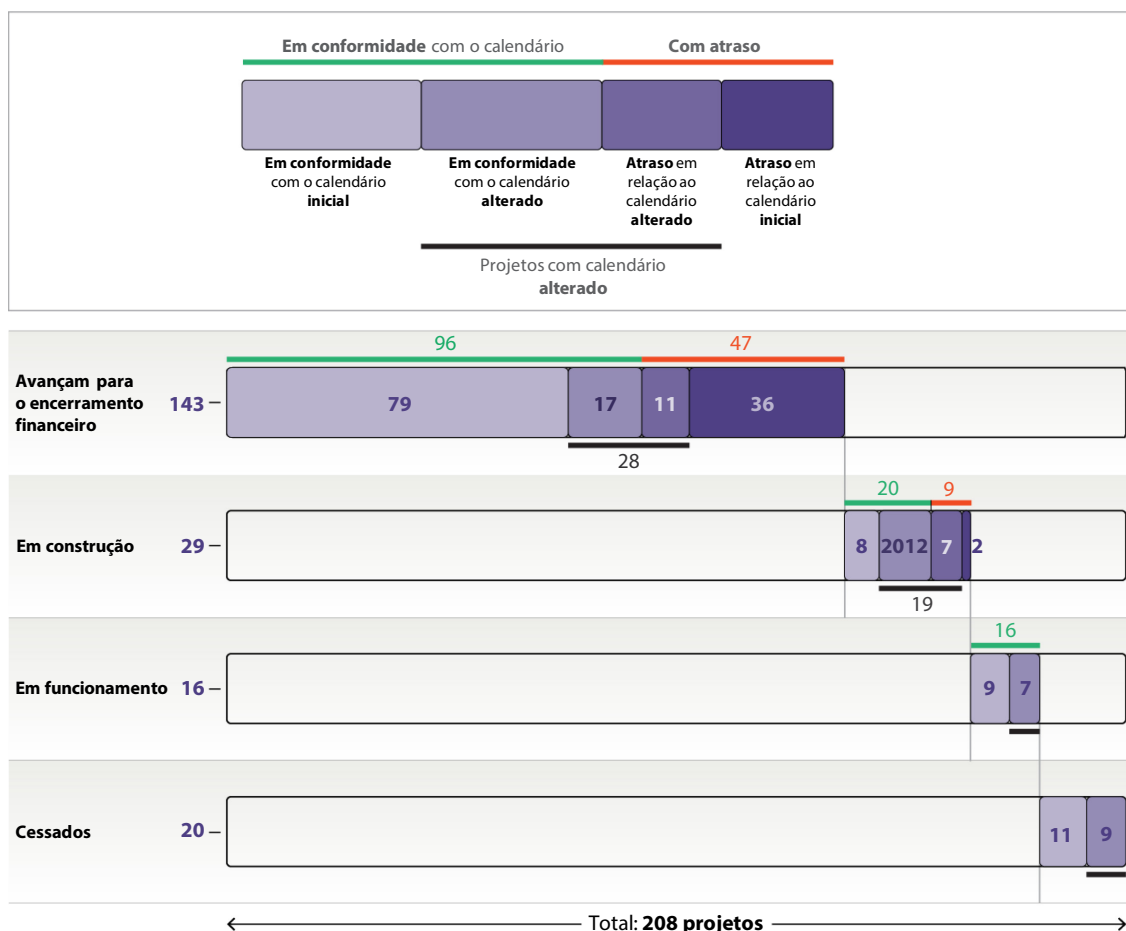 Em conformidade com o calendário
Com atraso
Em conformidade
com o calendário
inicial
Em conformidade
com o calendário
alterado
Atraso em
relação ao
calendário
alterado
Atraso em
relação ao
calendário
inicial
Projetos com calendário
alterado
96
47
Avançam para
o encerramento
financeiro
143
79
17
11
36
28
20
9
Em construção
29
8
2012
7
2
19
16
Em funcionamento
16
9
7
Cessados
20
11
9
Total: 208 projetos